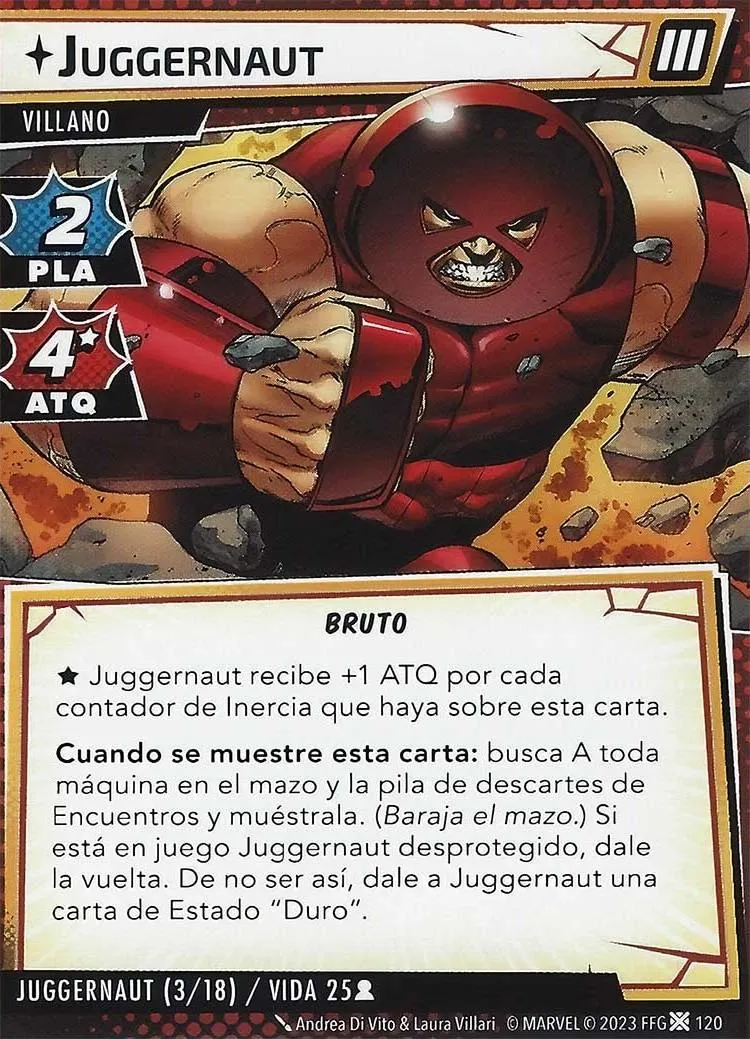 JUGGERNAUT
III
VILLANO
2
PLA
4★
ATQ
BRUTO
★ Juggernaut recibe +1 ATQ por cada
contador de Inercia que haya sobre esta carta.
Cuando se muestre esta carta: busca A toda
máquina en el mazo y la pila de descartes de
Encuentros y muéstrala. (Baraja el mazo.) Si
está en juego Juggernaut desprotegido, dale
la vuelta. De no ser así, dale a Juggernaut una
carta de Estado “Duro”.
JUGGERNAUT (3/18) / VIDA 25
Andrea Di Vito & Laura Villari © MARVEL © 2023 FFG 120